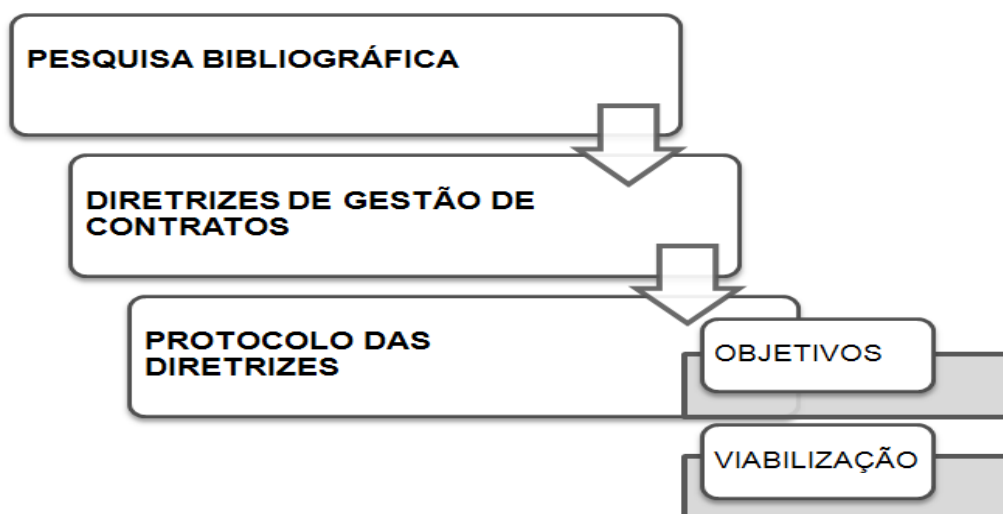 PESQUISA BIBLIOGRÁFICA
DIRETRIZES DE GESTÃO DE
CONTRATOS
PROTOCOLO DAS
DIRETRIZES
OBJETIVOS
VIABILIZAÇÃO